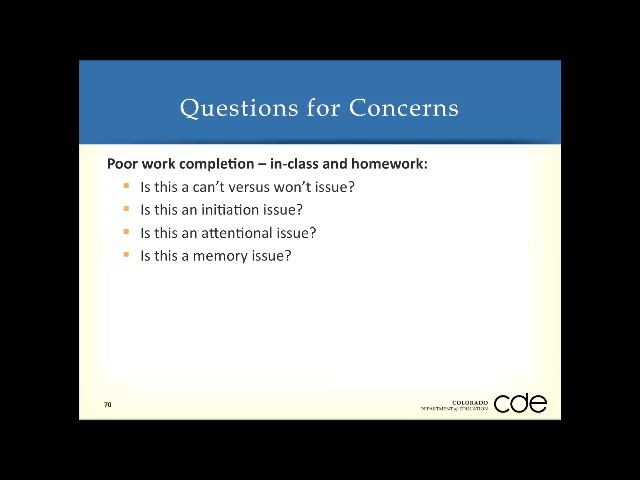 Questions for Concerns
Poor work completion – in-class and homework:
Is this a can't versus won't issue?
Is this an initiation issue?
Is this an attentional issue?
Is this a memory issue?
70
COLORADO
DEPARTMENT of EDUCATION
cde